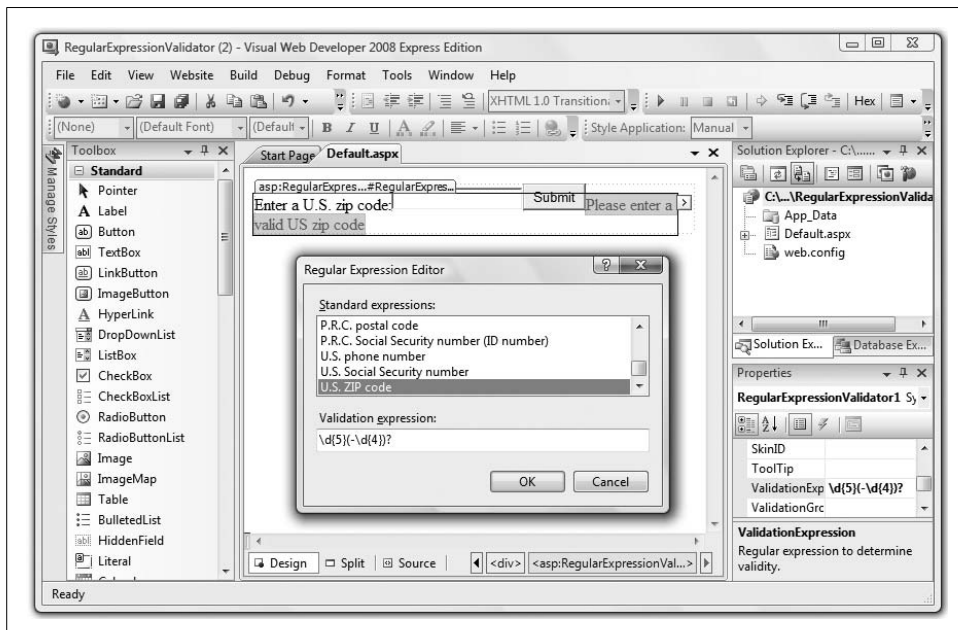 RegularExpressionValidator (2) - Visual Web Developer 2008 Express Edition
File Edit View Website Build Debug Format Tools Window Help
XHTML 1.0 Transition:
Hex
(None) (Default Font) (Default B I U A Style Application: Manual
Manage Styles
Toolbox
Standard
Pointer
A Label
ab Button
abl TextBox
ab LinkButton
ImageButton
A HyperLink
DropDownList
ListBox
CheckBox
CheckBoxList
RadioButton
RadioButtonList
Image
ImageMap
Table
BulletedList
abl HiddenField
Literal
Start Page Default.aspx
asp:RegularExpres...#RegularExpres...
Enter a U.S. zip code: Submit Please enter a
valid US zip code
Regular Expression Editor
Standard expressions:
P.R.C. postal code
P.R.C. Social Security number (ID number)
U.S. phone number
U.S. Social Security number
U.S. ZIP code
Validation expression:
\d{5}(-\d{4})?
OK Cancel
Design Split Source <div> <asp:RegularExpressionVal...>
Solution Explorer - C:\......
C:\...\RegularExpressionValida
App_Data
Default.aspx
web.config
Solution Ex... Database Ex...
Properties
RegularExpressionValidator1 Sy
SkinID
ToolTip
ValidationExp \d{5}(-\d{4})?
ValidationGrc
ValidationExpression
Regular expression to determine
validity.
Ready